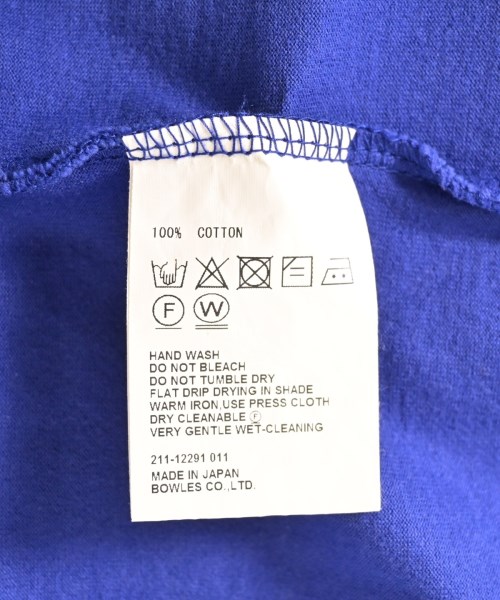 100% COTTON
F W
HAND WASH
DO NOT BLEACH
DO NOT TUMBLE DRY
FLAT DRIP DRYING IN SHADE
WARM IRON,USE PRESS CLOTH
DRY CLEANABLE Ⓕ
VERY GENTLE WET-CLEANING
211-12291 011
MADE IN JAPAN
BOWLES CO.,LTD.